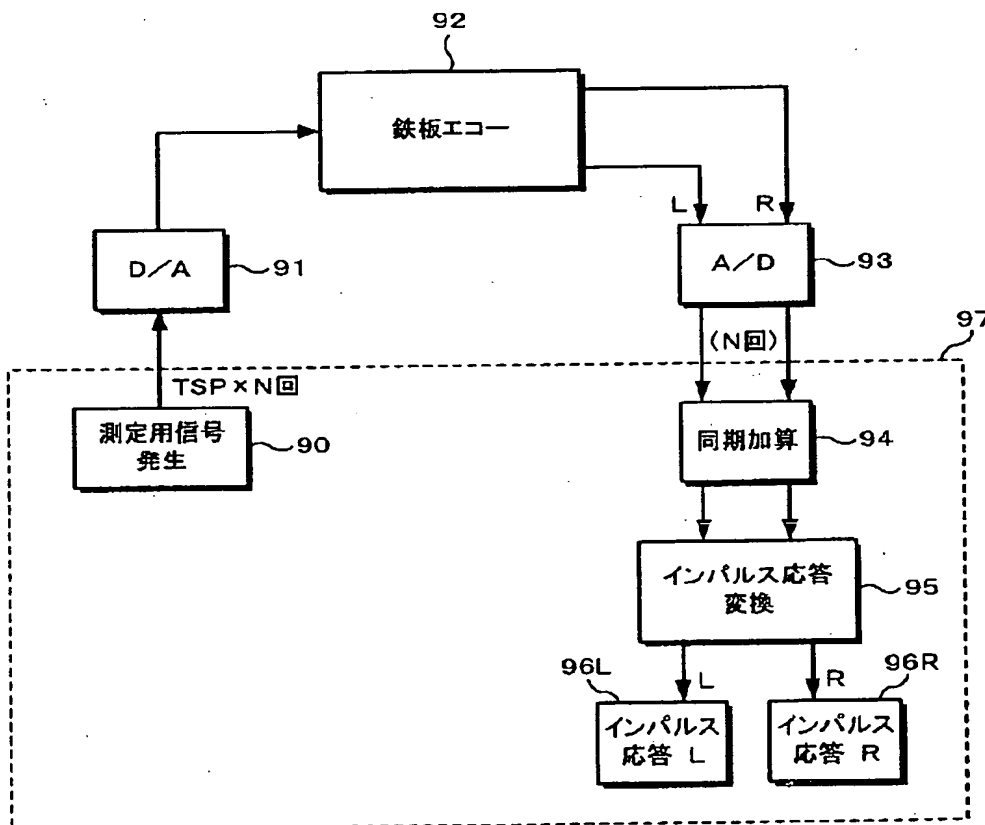 92
鉄板エコー
L
R
D/A
91
A/D
93
(N回)
97
TSP×N回
測定用信号
発生
90
同期加算
94
インパルス応答
変換
95
96L
L
R
96R
インパルス
応答 L
インパルス
応答 R